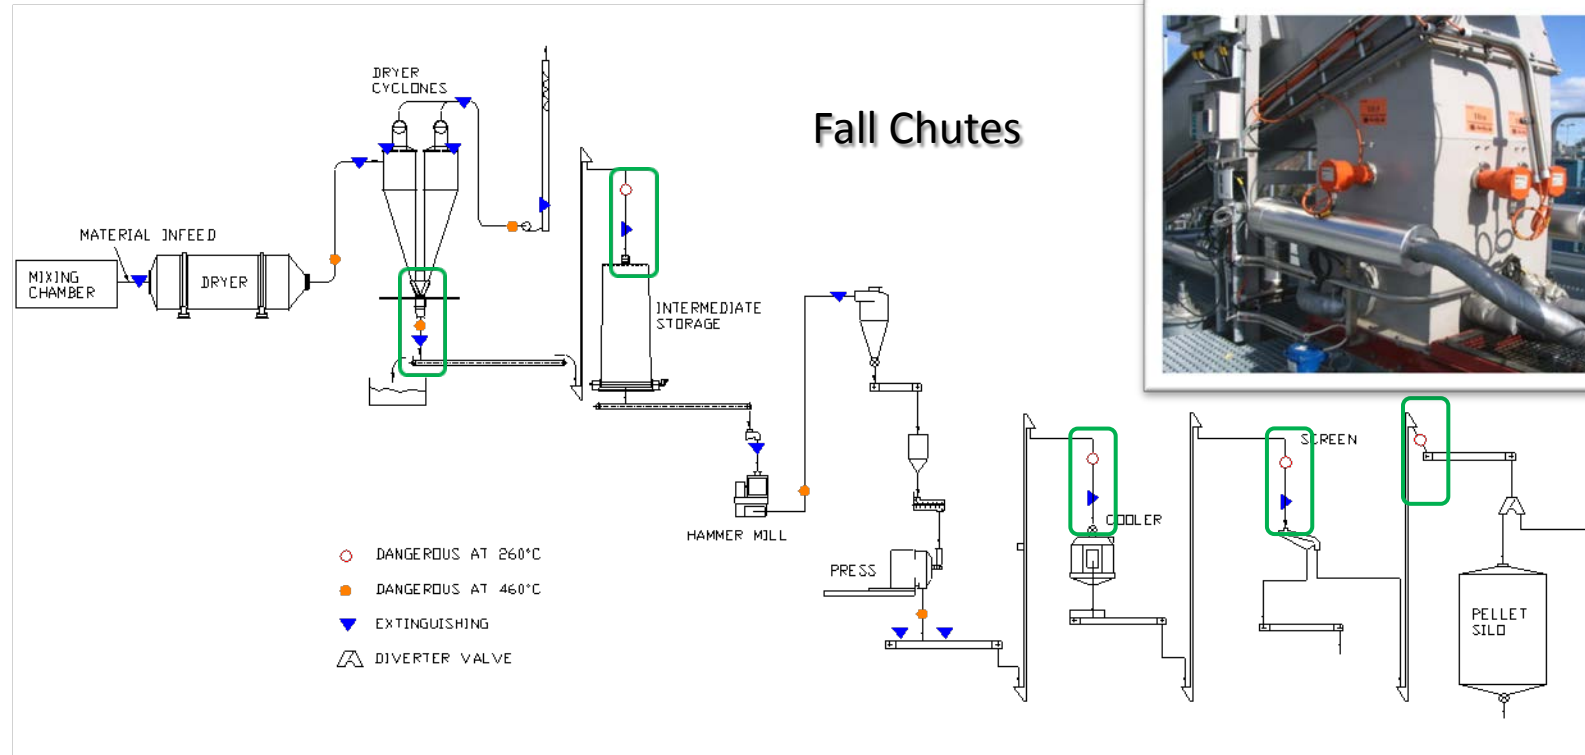 DRYER
CYCLONES
Fall Chutes
MATERIAL INFEED
MIXING
CHAMBER
DRYER
INTERMEDIATE
STORAGE
SCREEN
COOLER
HAMMER MILL
PRESS
PELLET
SILO
DANGEROUS AT 260°C
DANGEROUS AT 460°C
EXTINGUISHING
DIVERTER VALVE